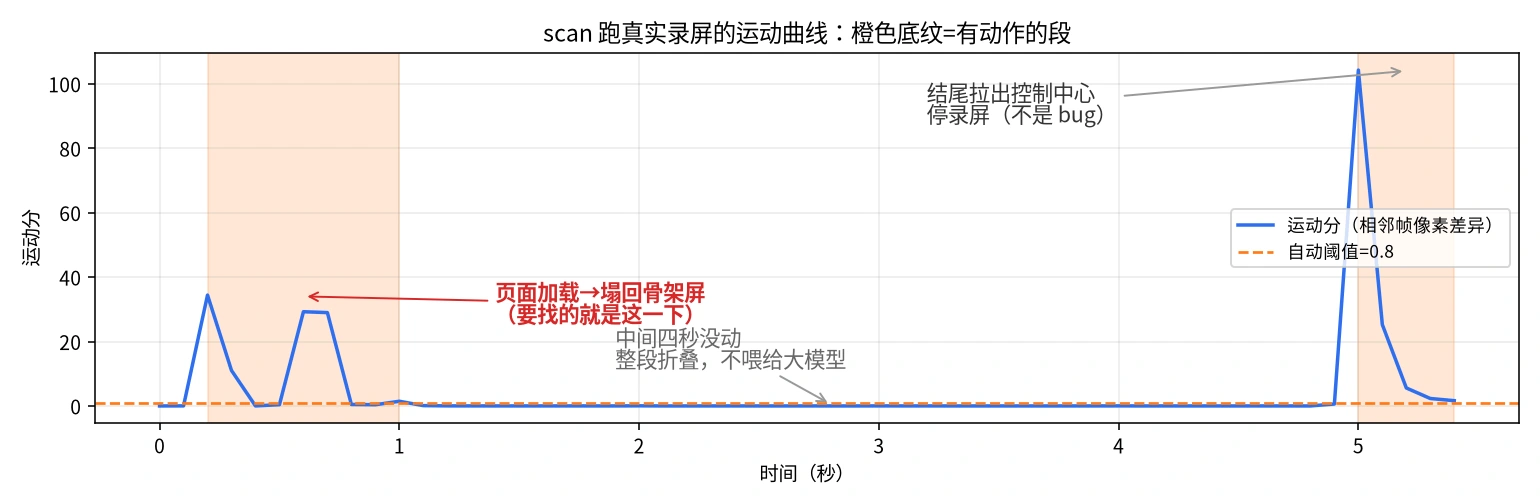 scan 跑真实录屏的运动曲线：橙色底纹=有动作的段
运动分
100
80
60
40
20
0
结尾拉出控制中心
停录屏（不是 bug）
运动分（相邻帧像素差异）
自动阈值=0.8
页面加载→塌回骨架屏
（要找的就是这一下）
中间四秒没动
整段折叠，不喂给大模型
0
1
2
3
4
5
时间（秒）